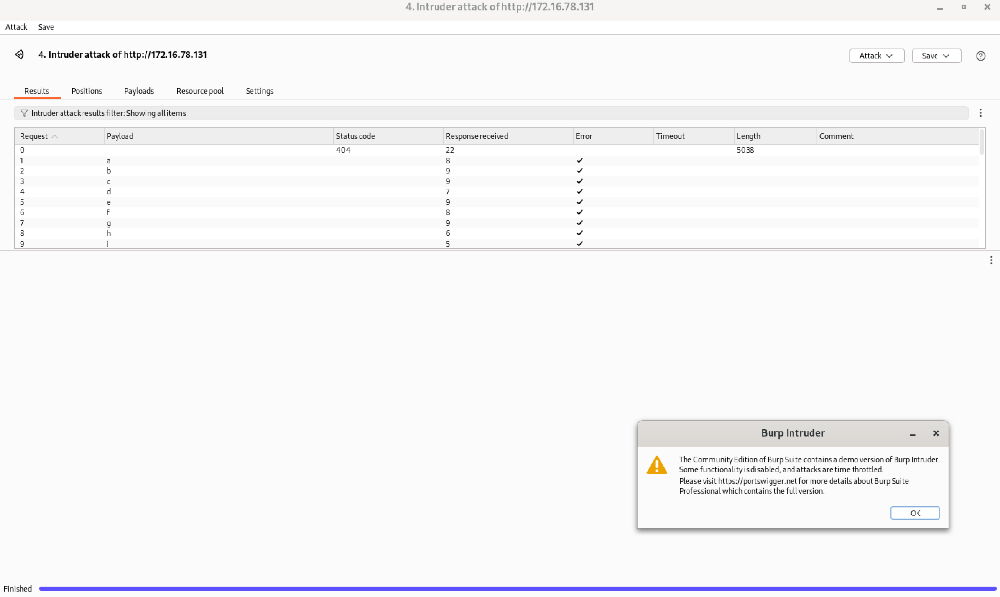 4. Intruder attack of http://172.16.78.131
Attack Save
4. Intruder attack of http://172.16.78.131
Attack Save
Results Positions Payloads Resource pool Settings
Intruder attack results filter: Showing all items
Request Payload Status code Response received Error Timeout Length Comment
0 404 22 5038
1 a 8 ✓
2 b 9 ✓
3 c 9 ✓
4 d 7 ✓
5 e 9 ✓
6 f 8 ✓
7 g 9 ✓
8 h 6 ✓
9 i 5 ✓
Burp Intruder
The Community Edition of Burp Suite contains a demo version of Burp Intruder.
Some functionality is disabled, and attacks are time throttled.
Please visit https://portswigger.net for more details about Burp Suite
Professional which contains the full version.
OK
Finished